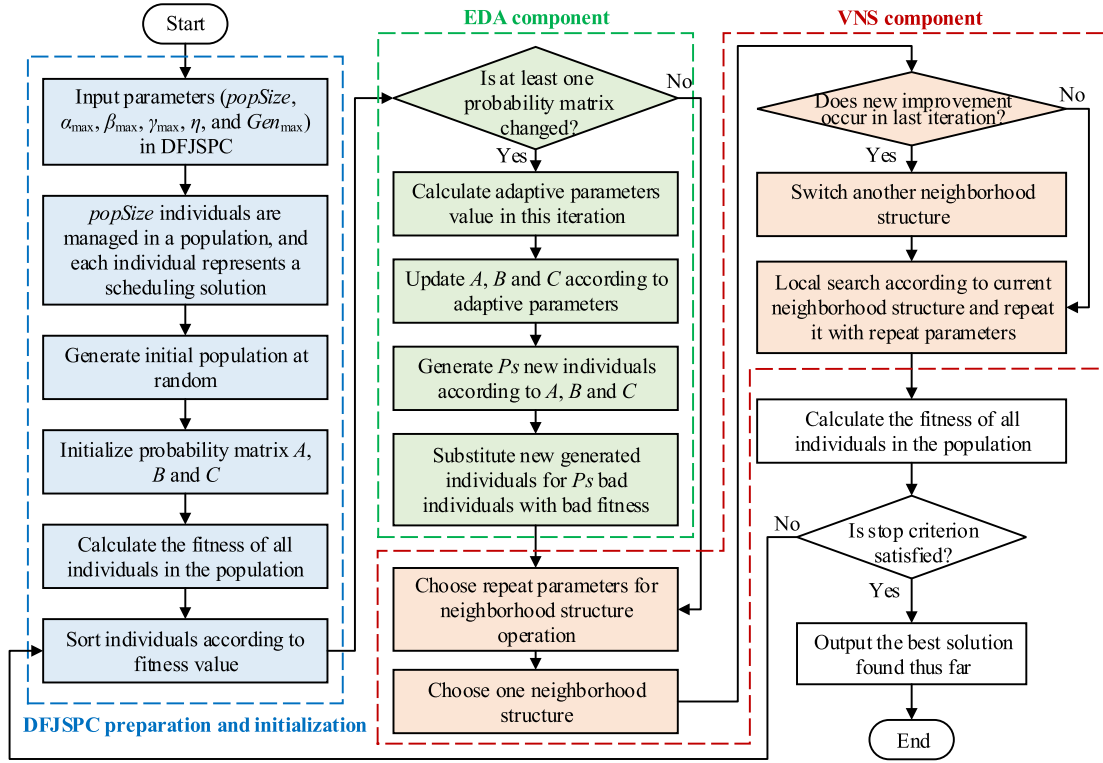 Start
Input parameters (popSize,
αmax, βmax, γmax, η, and Genmax)
in DFJSPC
popSize individuals are
managed in a population, and
each individual represents a
scheduling solution
Generate initial population at
random
Initialize probability matrix A,
B and C
Calculate the fitness of all
individuals in the population
Sort individuals according to
fitness value
DFJSPC preparation and initialization
EDA component
Is at least one
probability matrix
changed?
No
Yes
Calculate adaptive parameters
value in this iteration
Update A, B and C according to
adaptive parameters
Generate Ps new individuals
according to A, B and C
Substitute new generated
individuals for Ps bad
individuals with bad fitness
Choose repeat parameters for
neighborhood structure
operation
Choose one neighborhood
structure
VNS component
Does new improvement
occur in last iteration?
No
Yes
Switch another neighborhood
structure
Local search according to current
neighborhood structure and repeat
it with repeat parameters
Calculate the fitness of all
individuals in the population
No
Is stop criterion
satisfied?
Yes
Output the best solution
found thus far
End